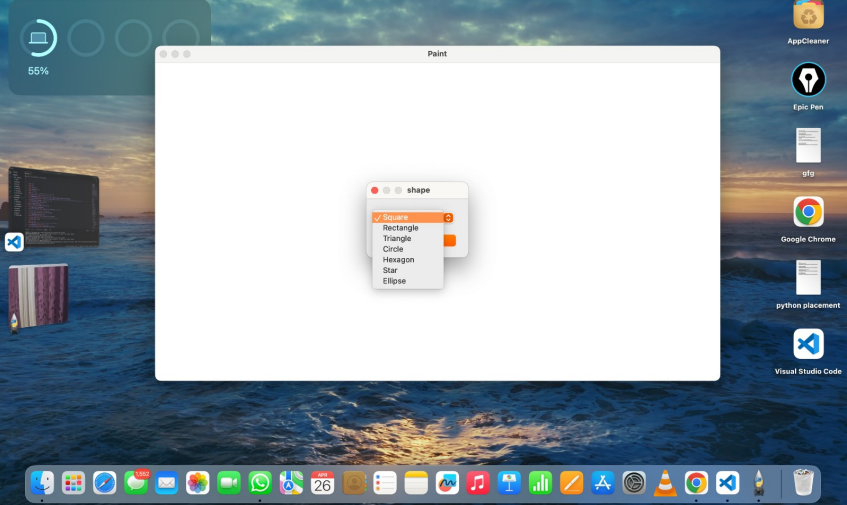 55%
Paint
shape
✓ Square
Rectangle
Triangle
Circle
Hexagon
Star
Ellipse
AppCleaner
Epic Pen
gfg
Google Chrome
python placement
Visual Studio Code
1,552
APR
26